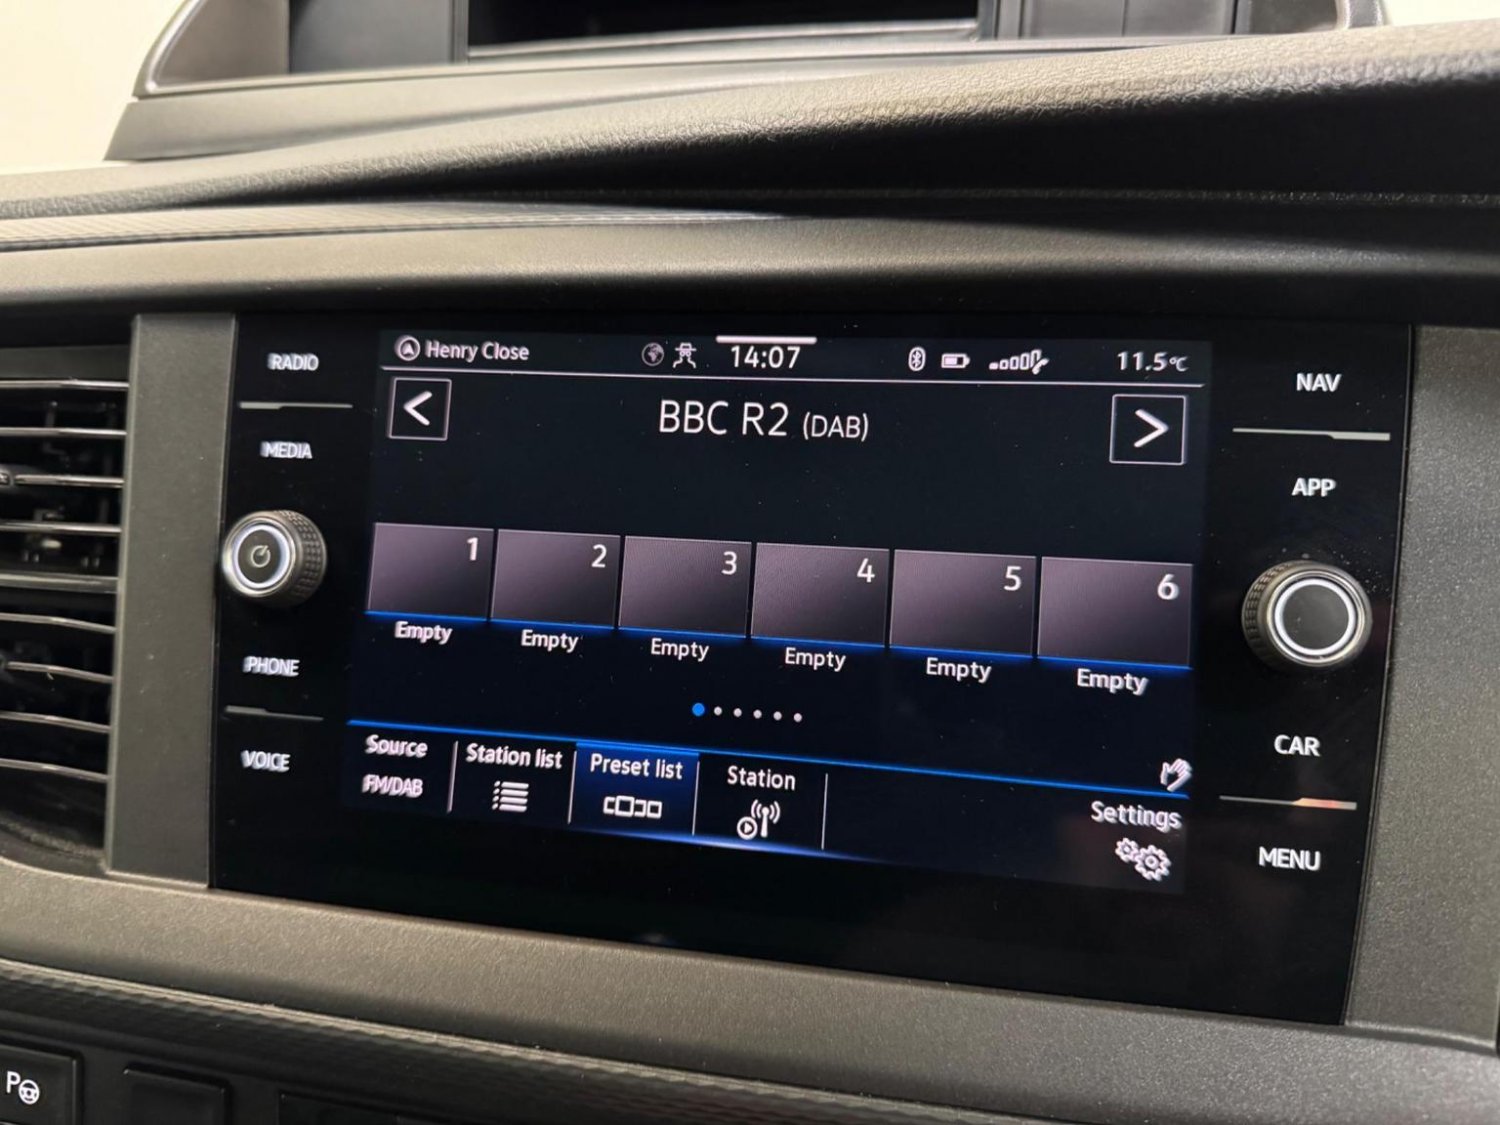 RADIO
MEDIA
PHONE
VOICE
Henry Close
14:07
11.5°C
BBC R2 (DAB)
1
2
3
4
5
6
Empty
Empty
Empty
Empty
Empty
Empty
Source
FM/DAB
Station list
Preset list
Station
Settings
NAV
APP
CAR
MENU
P